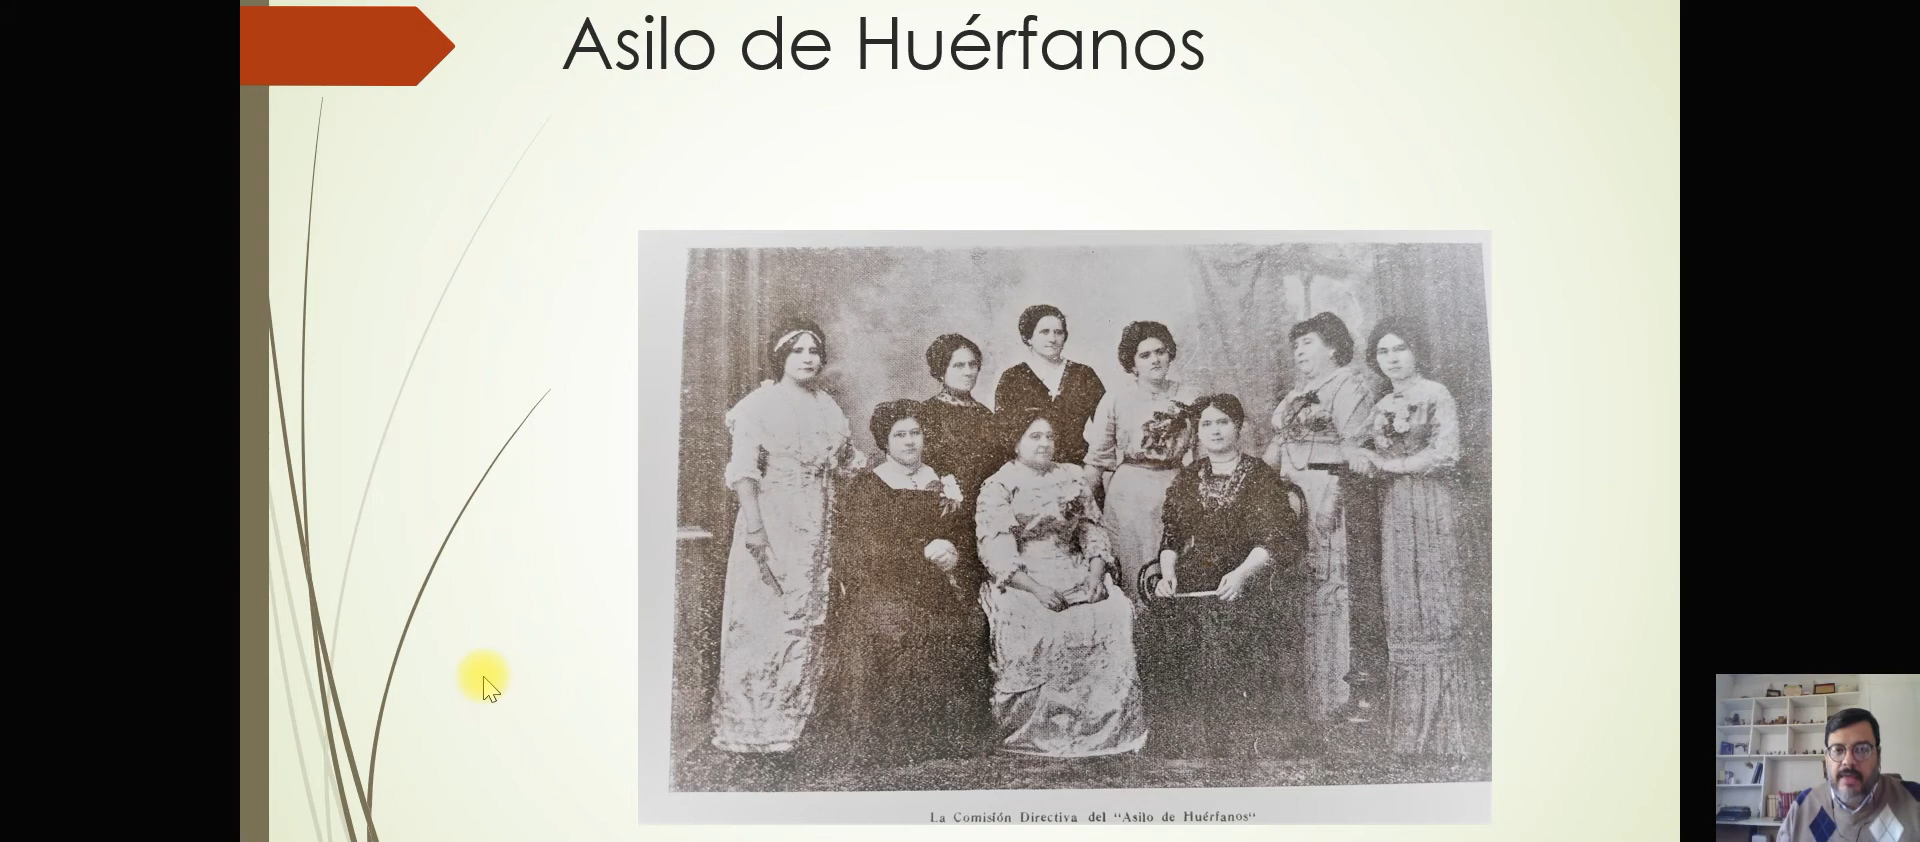 Asilo de Huérfanos
La Comisión Directiva del "Asilo de Huérfanos"